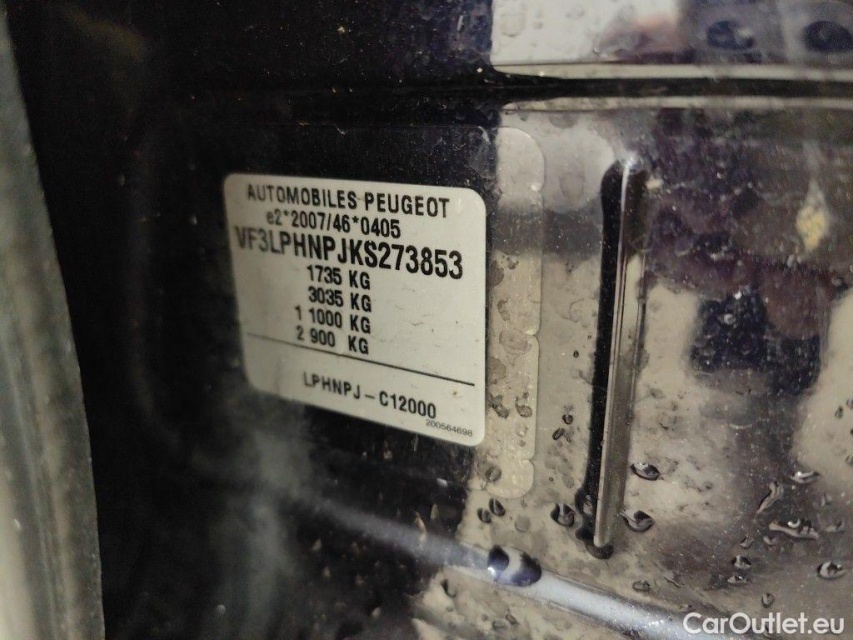 AUTOMOBILES PEUGEOT
e2*2007/46*0405
VF3LPHNPJKS273853
1735 KG
3035 KG
1 1000 KG
2 900 KG
LPHNPJ-C12000
200564698
CarOutlet.eu